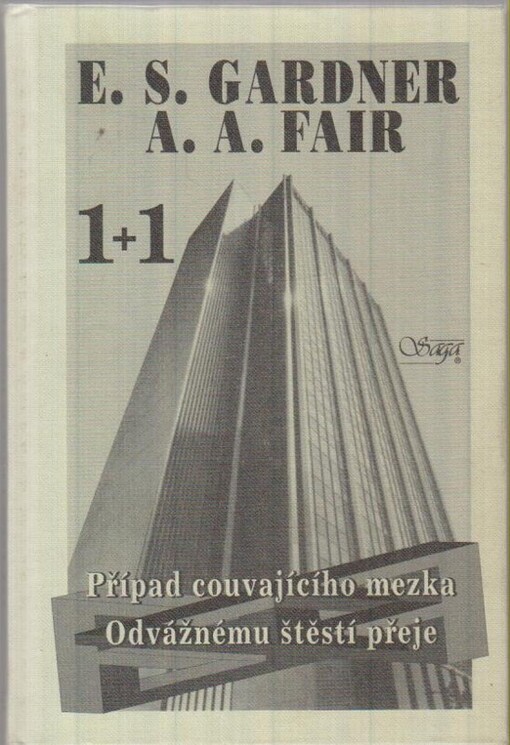 E. S. GARDNER
A. A. FAIR
1+1
Saga®
Případ couvajícího mezka
Odvážnému štěstí přeje